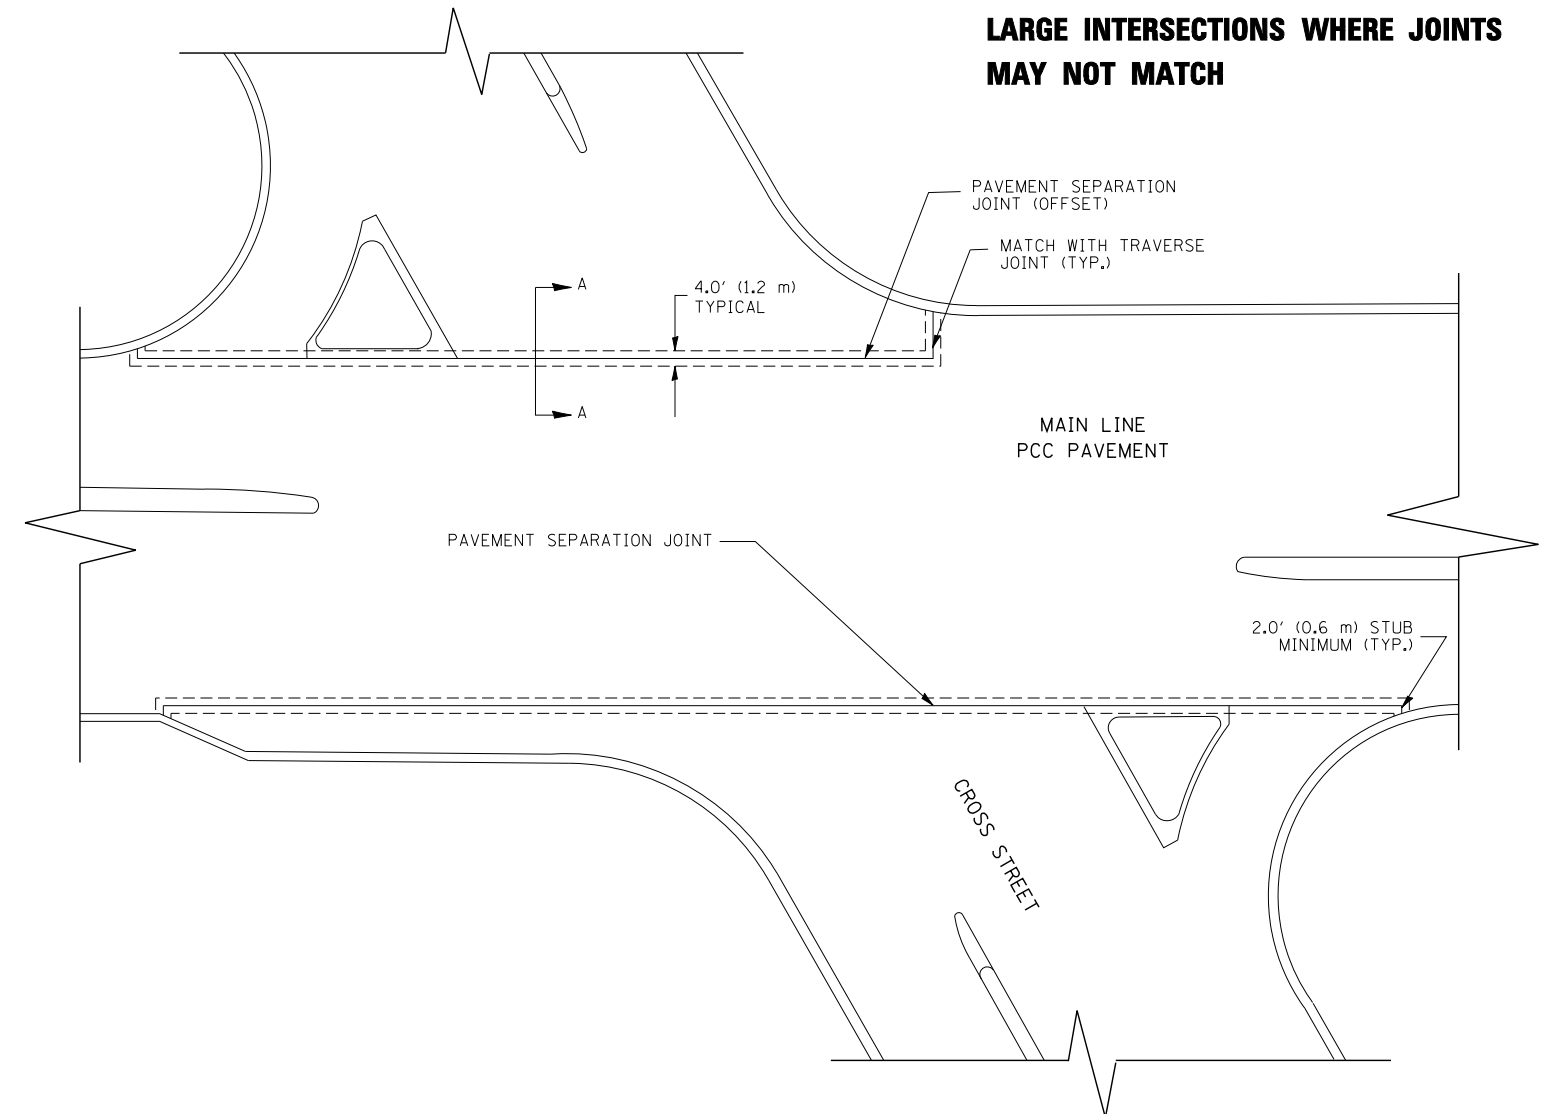 LARGE INTERSECTIONS WHERE JOINTS
MAY NOT MATCH
PAVEMENT SEPARATION
JOINT (OFFSET)
MATCH WITH TRAVERSE
JOINT (TYP.)
A
4.0' (1.2 m)
TYPICAL
A
MAIN LINE
PCC PAVEMENT
PAVEMENT SEPARATION JOINT
2.0' (0.6 m) STUB
MINIMUM (TYP.)
CROSS STREET